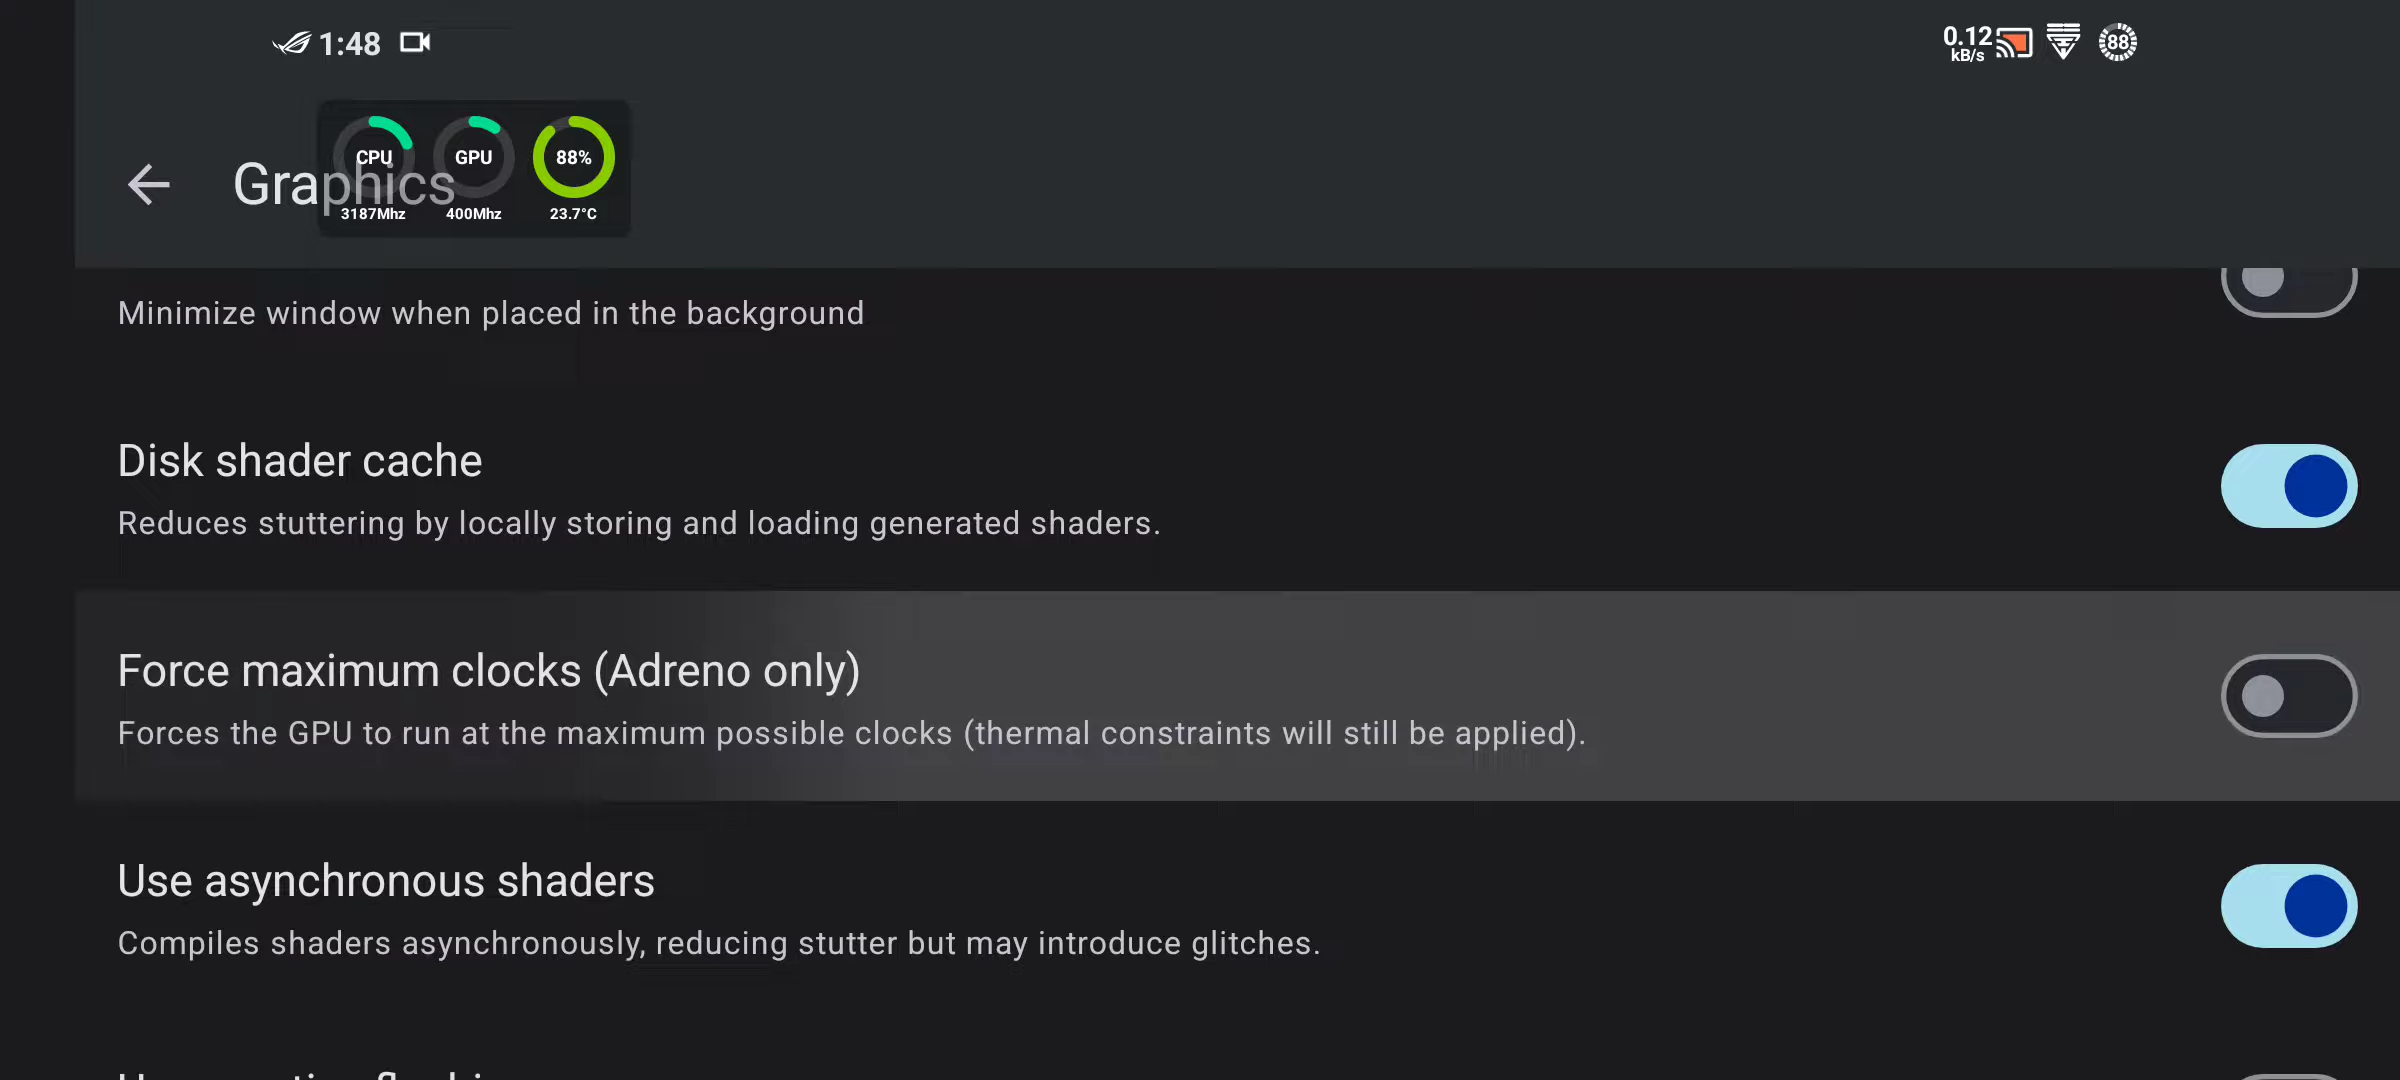 1:48
0.12
kB/s
88
CPU GPU 88%
Graphics
3187Mhz 400Mhz 23.7°C
Minimize window when placed in the background
Disk shader cache
Reduces stuttering by locally storing and loading generated shaders.
Force maximum clocks (Adreno only)
Forces the GPU to run at the maximum possible clocks (thermal constraints will still be applied).
Use asynchronous shaders
Compiles shaders asynchronously, reducing stutter but may introduce glitches.